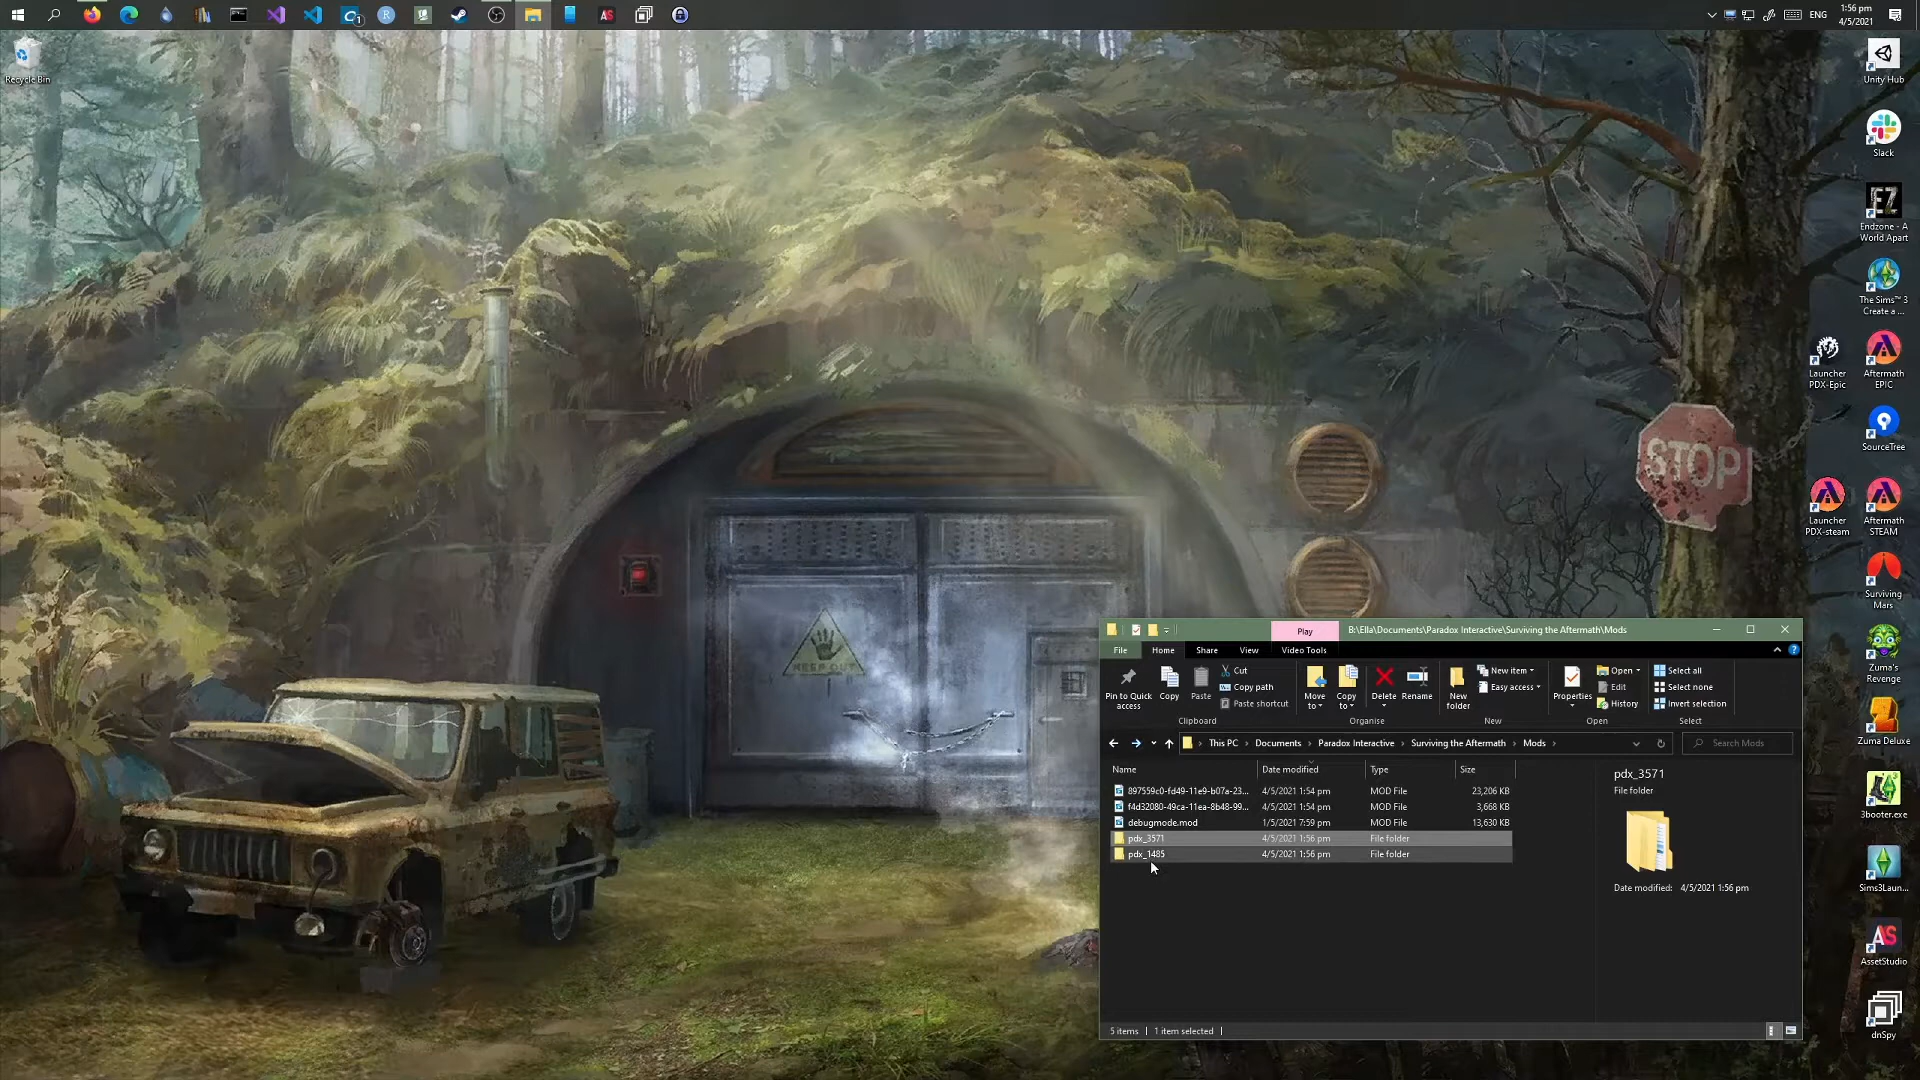 1:56 pm
ENG
4/5/2021
Recycle Bin
Unity Hub
Slack
EZ
Endzone - A
World Apart
The Sims™ 3
Create a ...
Launcher
PDX-Epic
Aftermath
EPIC
SourceTree
STOP
Launcher
PDX-steam
Aftermath
STEAM
Surviving
Mars
Zuma's
Revenge
Zuma Deluxe
3booter.exe
Sims3Laun...
AS
AssetStudio
dnSpy
KEEP OUT
Play
B:\Ella\Documents\Paradox Interactive\Surviving the Aftermath\Mods
File
Home
Share
View
Video Tools
Pin to Quick
access
Copy
Paste
Cut
Copy path
Paste shortcut
Clipboard
Move
to
Copy
to
Delete
Rename
Organise
New
folder
New item
Easy access
New
Properties
Open
Edit
History
Open
Select all
Select none
Invert selection
Select
This PC
Documents
Paradox Interactive
Surviving the Aftermath
Mods
Search Mods
Name
Date modified
Type
Size
897559c0-fd49-11e9-b07a-23... 4/5/2021 1:54 pm MOD File 23,206 KB
f4d32080-49ca-11ea-8b48-99... 4/5/2021 1:54 pm MOD File 3,668 KB
debugmode.mod 1/5/2021 7:59 pm MOD File 13,630 KB
pdx_3571 4/5/2021 1:56 pm File folder
pdx_1485 4/5/2021 1:56 pm File folder
pdx_3571
File folder
Date modified: 4/5/2021 1:56 pm
5 items
1 item selected